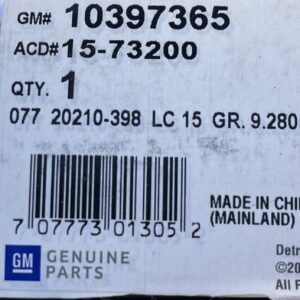 GM# 10397365
ACD# 15-73200
QTY. 1
077 20210-398 LC 15 GR. 9.280
MADE IN
(MAINLAND)
7 07773 01305 2
GM GENUINE
PARTS